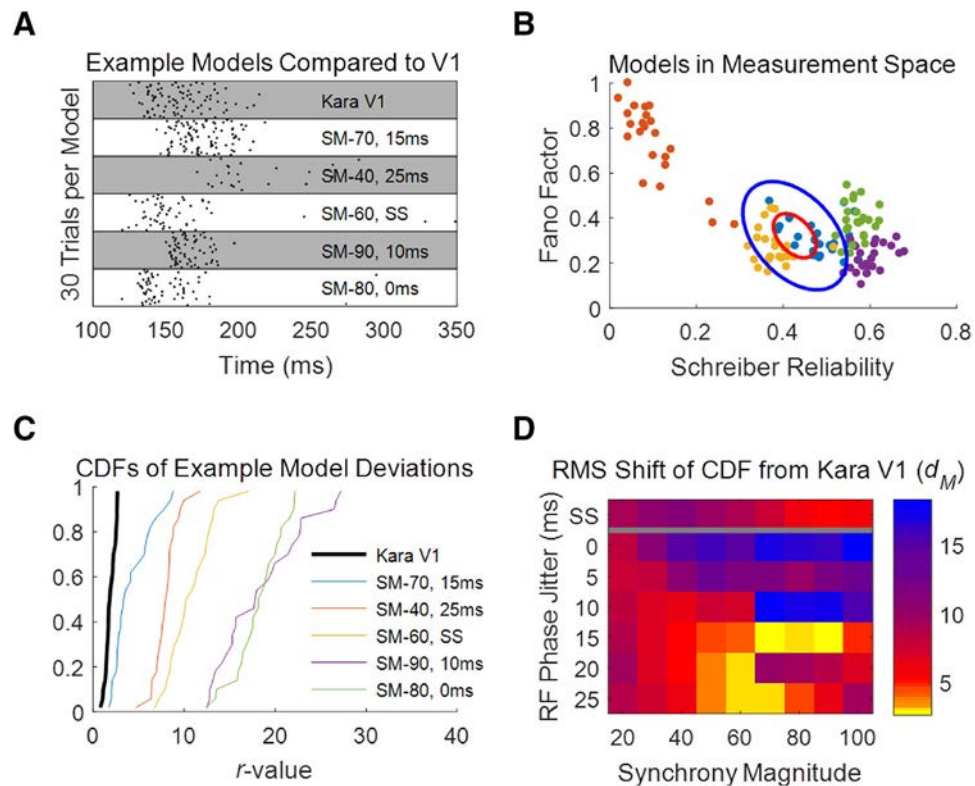 A
Example Models Compared to V1
30 Trials per Model
Kara V1
SM-70, 15ms
SM-40, 25ms
SM-60, SS
SM-90, 10ms
SM-80, 0ms
100 150 200 250 300 350
Time (ms)
B
Models in Measurement Space
Fano Factor
1
0.8
0.6
0.4
0.2
0
0 0.2 0.4 0.6 0.8
Schreiber Reliability
C
CDFs of Example Model Deviations
1
0.8
0.6
0.4
0.2
0
Kara V1
SM-70, 15ms
SM-40, 25ms
SM-60, SS
SM-90, 10ms
SM-80, 0ms
0 10 20 30 40
r-value
D
RMS Shift of CDF from Kara V1 (d_M)
RF Phase Jitter (ms)
SS
0
5
10
15
20
25
20 40 60 80 100
Synchrony Magnitude
15
10
5